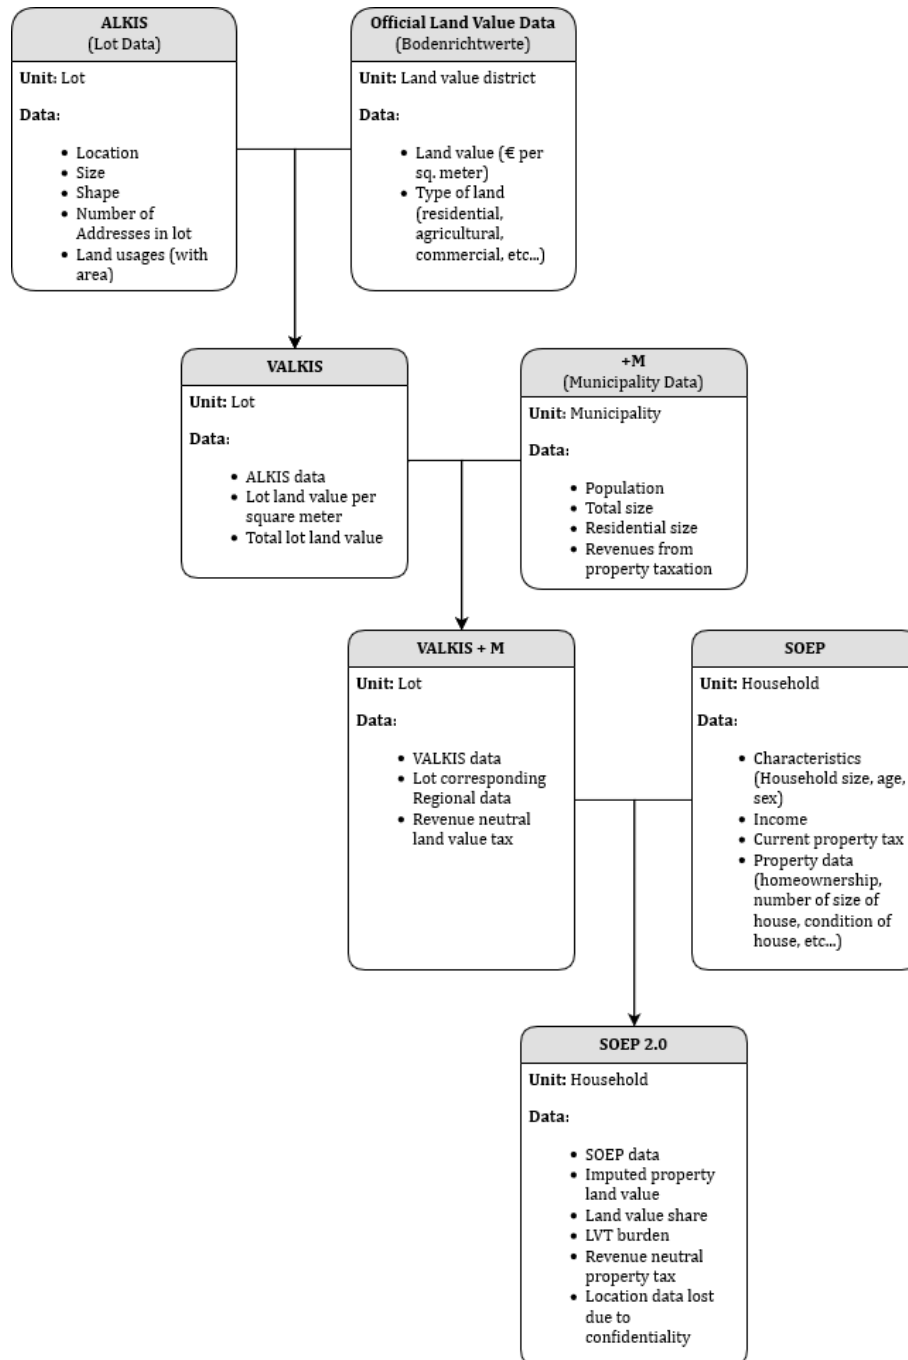 ALKIS
(Lot Data)
Unit: Lot
Data:
• Location
• Size
• Shape
• Number of
Addresses in lot
• Land usages (with
area)
Official Land Value Data
(Bodenrichtwerte)
Unit: Land value district
Data:
• Land value (€ per
sq. meter)
• Type of land
(residential,
agricultural,
commercial, etc...)
VALKIS
Unit: Lot
Data:
• ALKIS data
• Lot land value per
square meter
• Total lot land value
+M
(Municipality Data)
Unit: Municipality
Data:
• Population
• Total size
• Residential size
• Revenues from
property taxation
VALKIS + M
Unit: Lot
Data:
• VALKIS data
• Lot corresponding
Regional data
• Revenue neutral
land value tax
SOEP
Unit: Household
Data:
• Characteristics
(Household size, age,
sex)
• Income
• Current property tax
• Property data
(homeownership,
number of size of
house, condition of
house, etc...)
SOEP 2.0
Unit: Household
Data:
• SOEP data
• Imputed property
land value
• Land value share
• LVT burden
• Revenue neutral
property tax
• Location data lost
due to
confidentiality